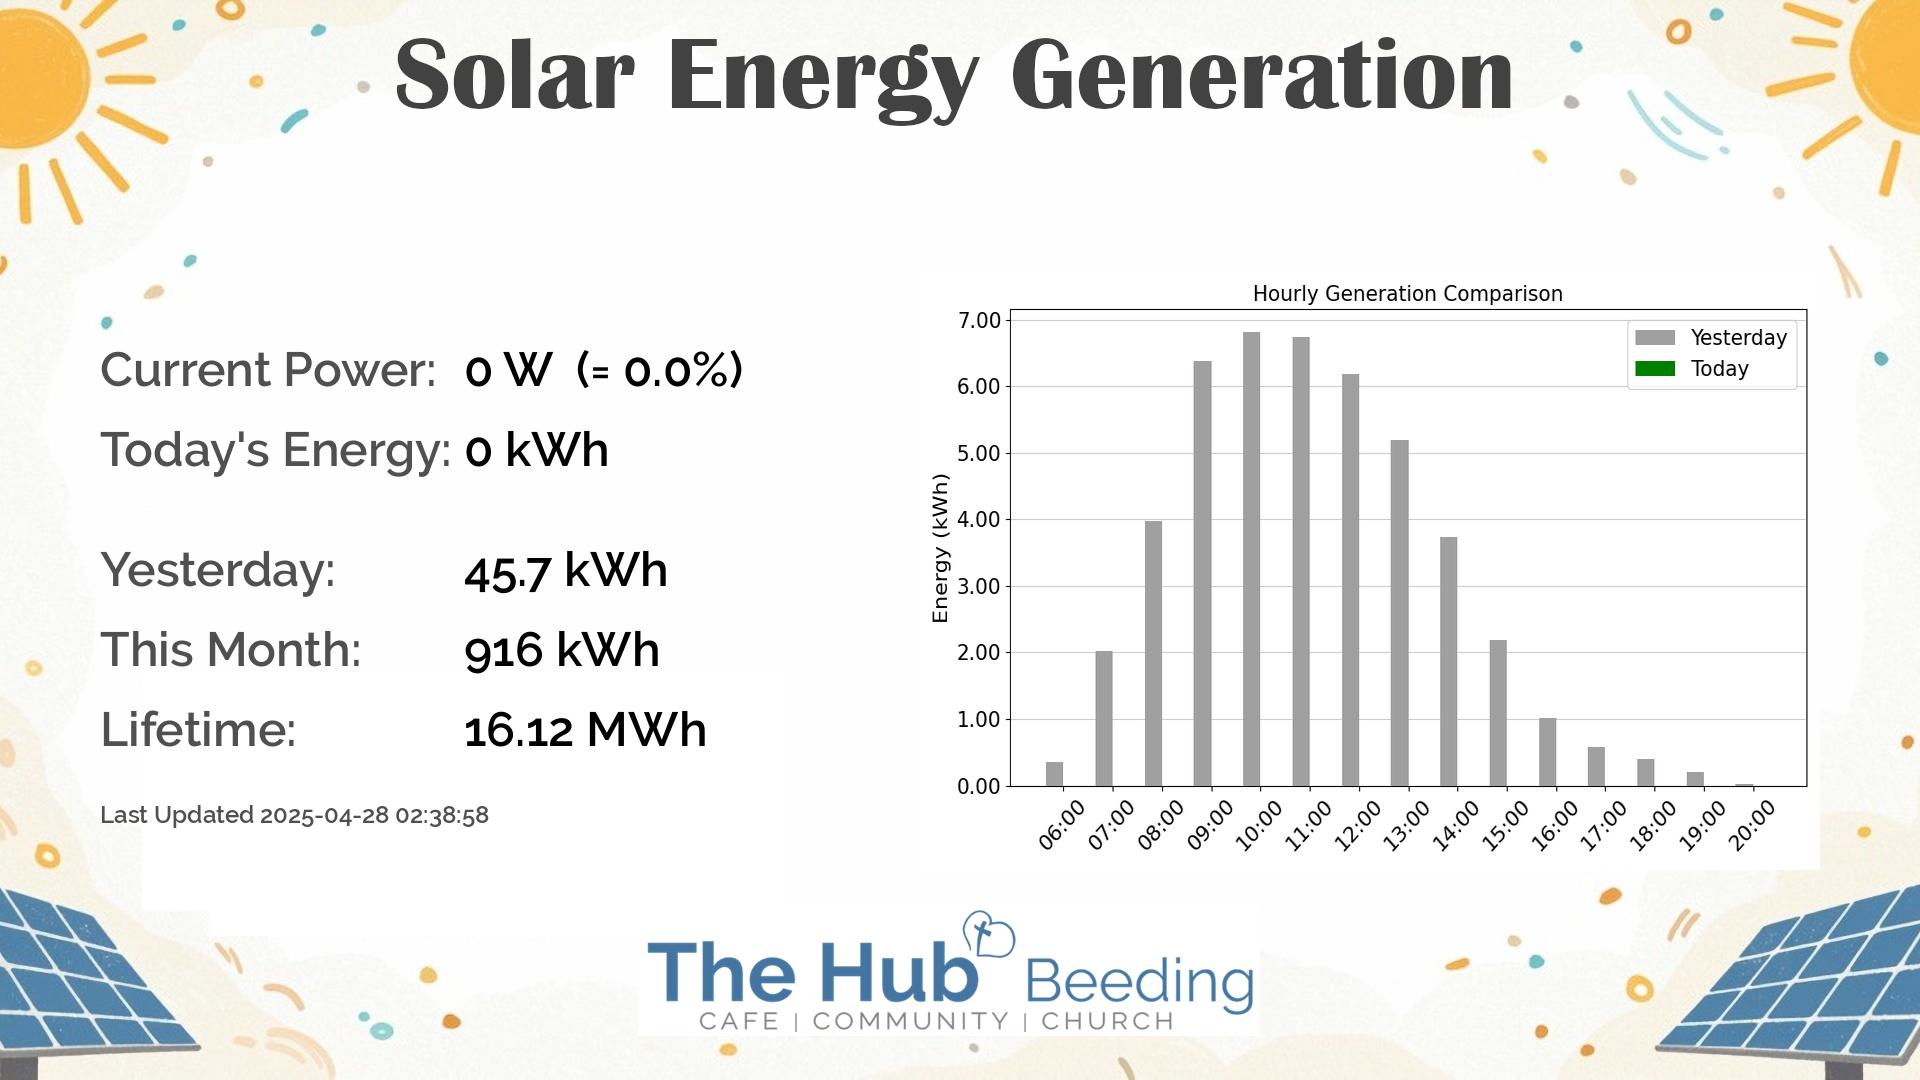 Solar Energy Generation
Current Power: 0 W (= 0.0%)
Today's Energy: 0 kWh
Yesterday: 45.7 kWh
This Month: 916 kWh
Lifetime: 16.12 MWh
Last Updated 2025-04-28 02:38:58
Hourly Generation Comparison
Yesterday
Today
Energy (kWh)
7.00
6.00
5.00
4.00
3.00
2.00
1.00
0.00
06:00 07:00 08:00 09:00 10:00 11:00 12:00 13:00 14:00 15:00 16:00 17:00 18:00 19:00 20:00
The Hub Beeding
CAFE | COMMUNITY | CHURCH